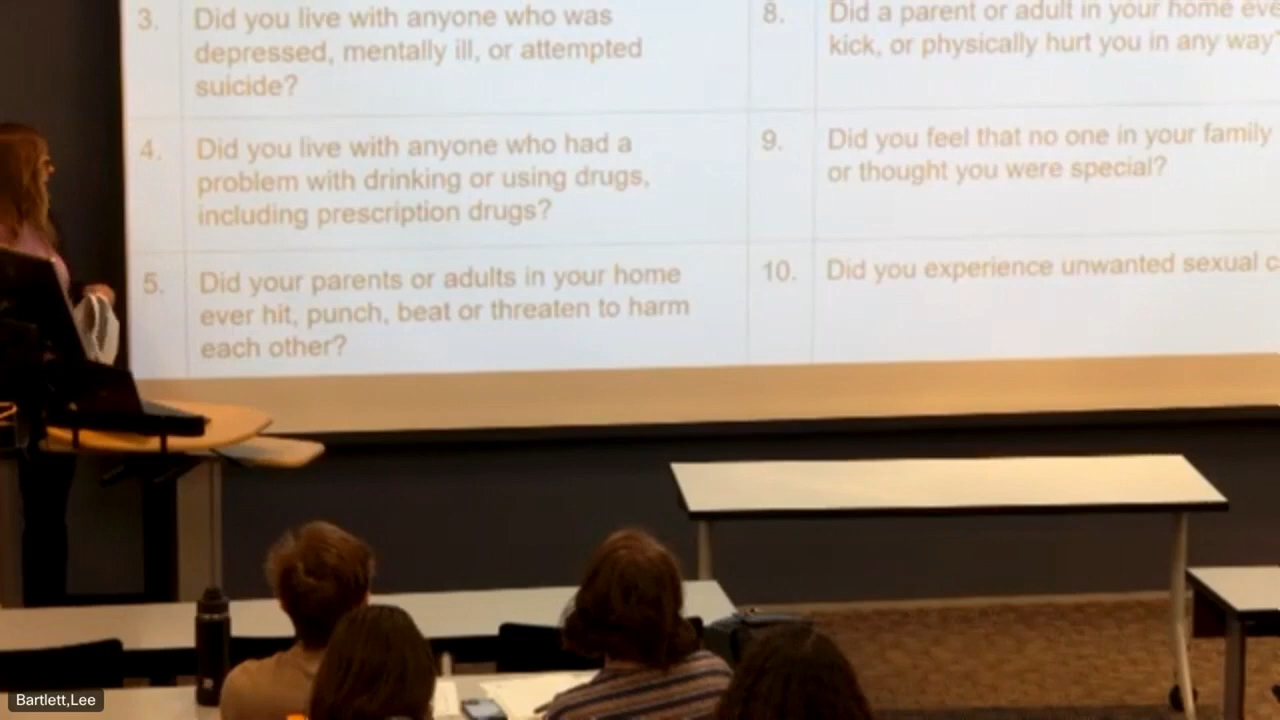 3. Did you live with anyone who was
depressed, mentally ill, or attempted
suicide?
4. Did you live with anyone who had a
problem with drinking or using drugs,
including prescription drugs?
5. Did your parents or adults in your home
ever hit, punch, beat or threaten to harm
each other?
8. Did a parent or adult in your home eve
kick, or physically hurt you in any way
9. Did you feel that no one in your family
or thought you were special?
10. Did you experience unwanted sexual c
Bartlett,Lee